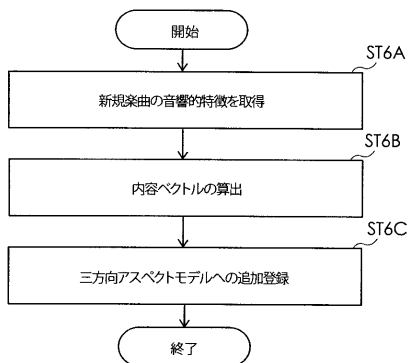 開始
ST6A
新規楽曲の音響的特徴を取得
ST6B
内容ベクトルの算出
ST6C
三方向アスペクトモデルへの追加登録
終了